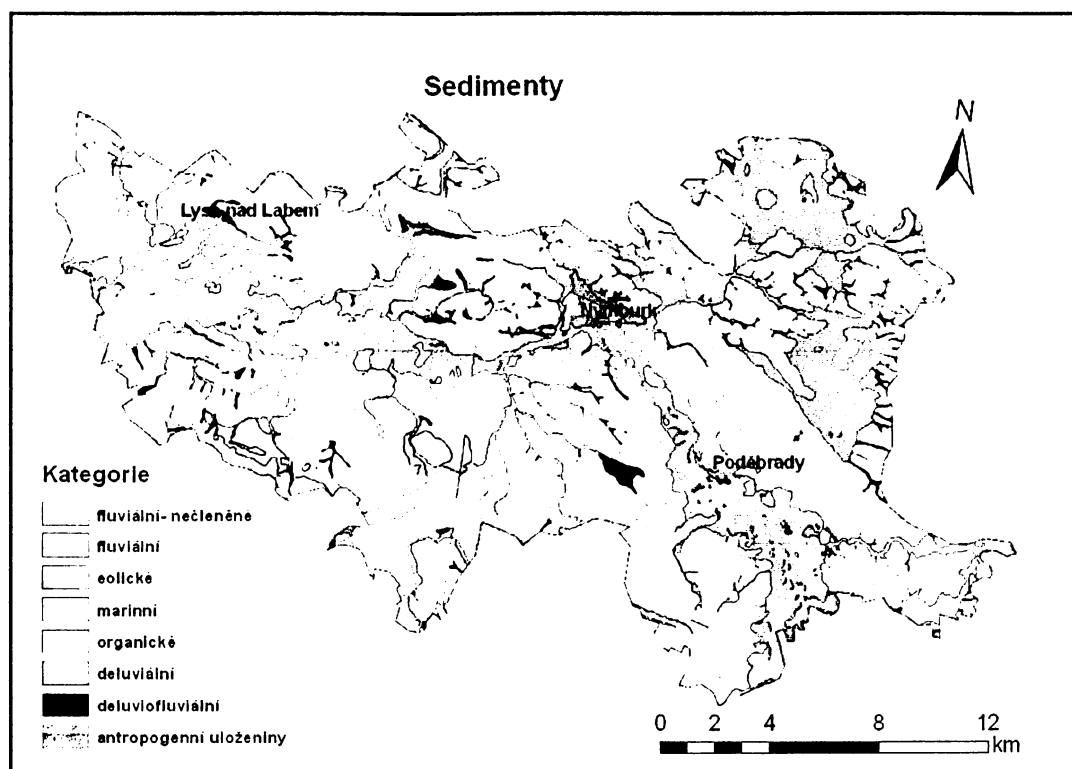 Sedimenty
N
Lysá nad Labem
Nymburk
Poděbrady
Kategorie
fluviální- nečleněné
fluviální
eolické
marinní
organické
deluviální
deluviofluviální
antropogenní uloženiny
0 2 4 8 12
km